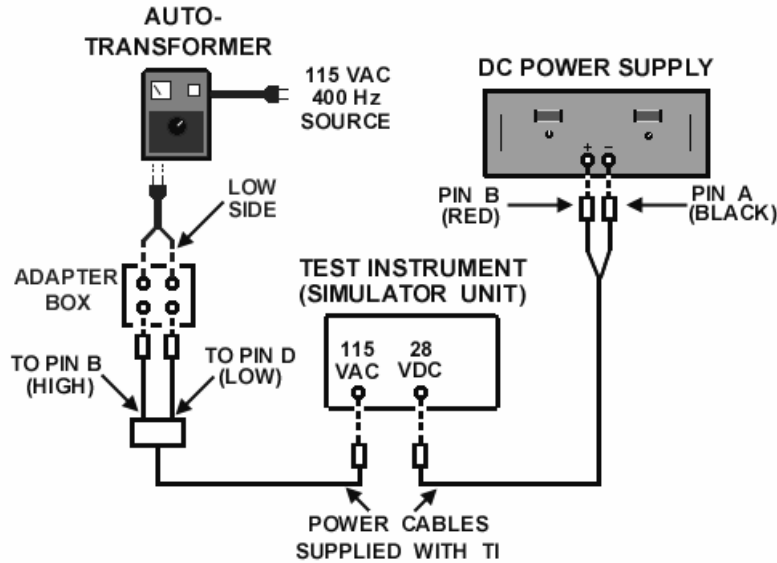 AUTO-
TRANSFORMER
115 VAC
400 Hz
SOURCE
DC POWER SUPPLY
+ −
LOW
SIDE
PIN B
(RED)
PIN A
(BLACK)
ADAPTER
BOX
TEST INSTRUMENT
(SIMULATOR UNIT)
115
VAC
28
VDC
TO PIN B
(HIGH)
TO PIN D
(LOW)
POWER CABLES
SUPPLIED WITH TI